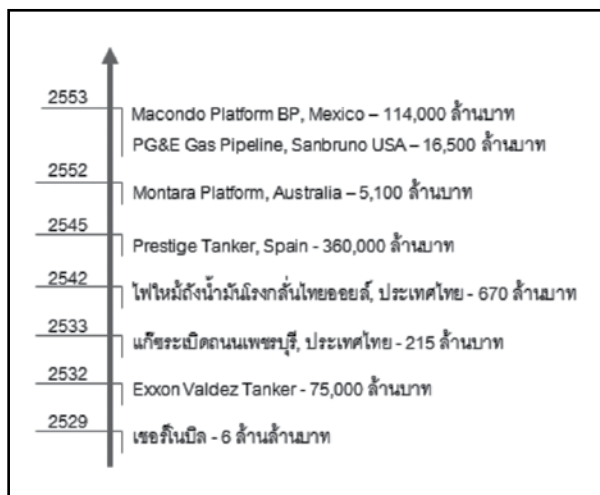 2553
Macondo Platform BP, Mexico – 114,000 ล้านบาท
PG&E Gas Pipeline, Sanbruno USA – 16,500 ล้านบาท
2552
Montara Platform, Australia – 5,100 ล้านบาท
2545
Prestige Tanker, Spain - 360,000 ล้านบาท
2542
ไฟไหม้ถังน้ำมันโรงกลั่นไทยออยล์, ประเทศไทย - 670 ล้านบาท
2533
แก๊ซระเบิดถนนเพชรบุรี, ประเทศไทย - 215 ล้านบาท
2532
Exxon Valdez Tanker - 75,000 ล้านบาท
2529
เชอร์โนบิล - 6 ล้านล้านบาท